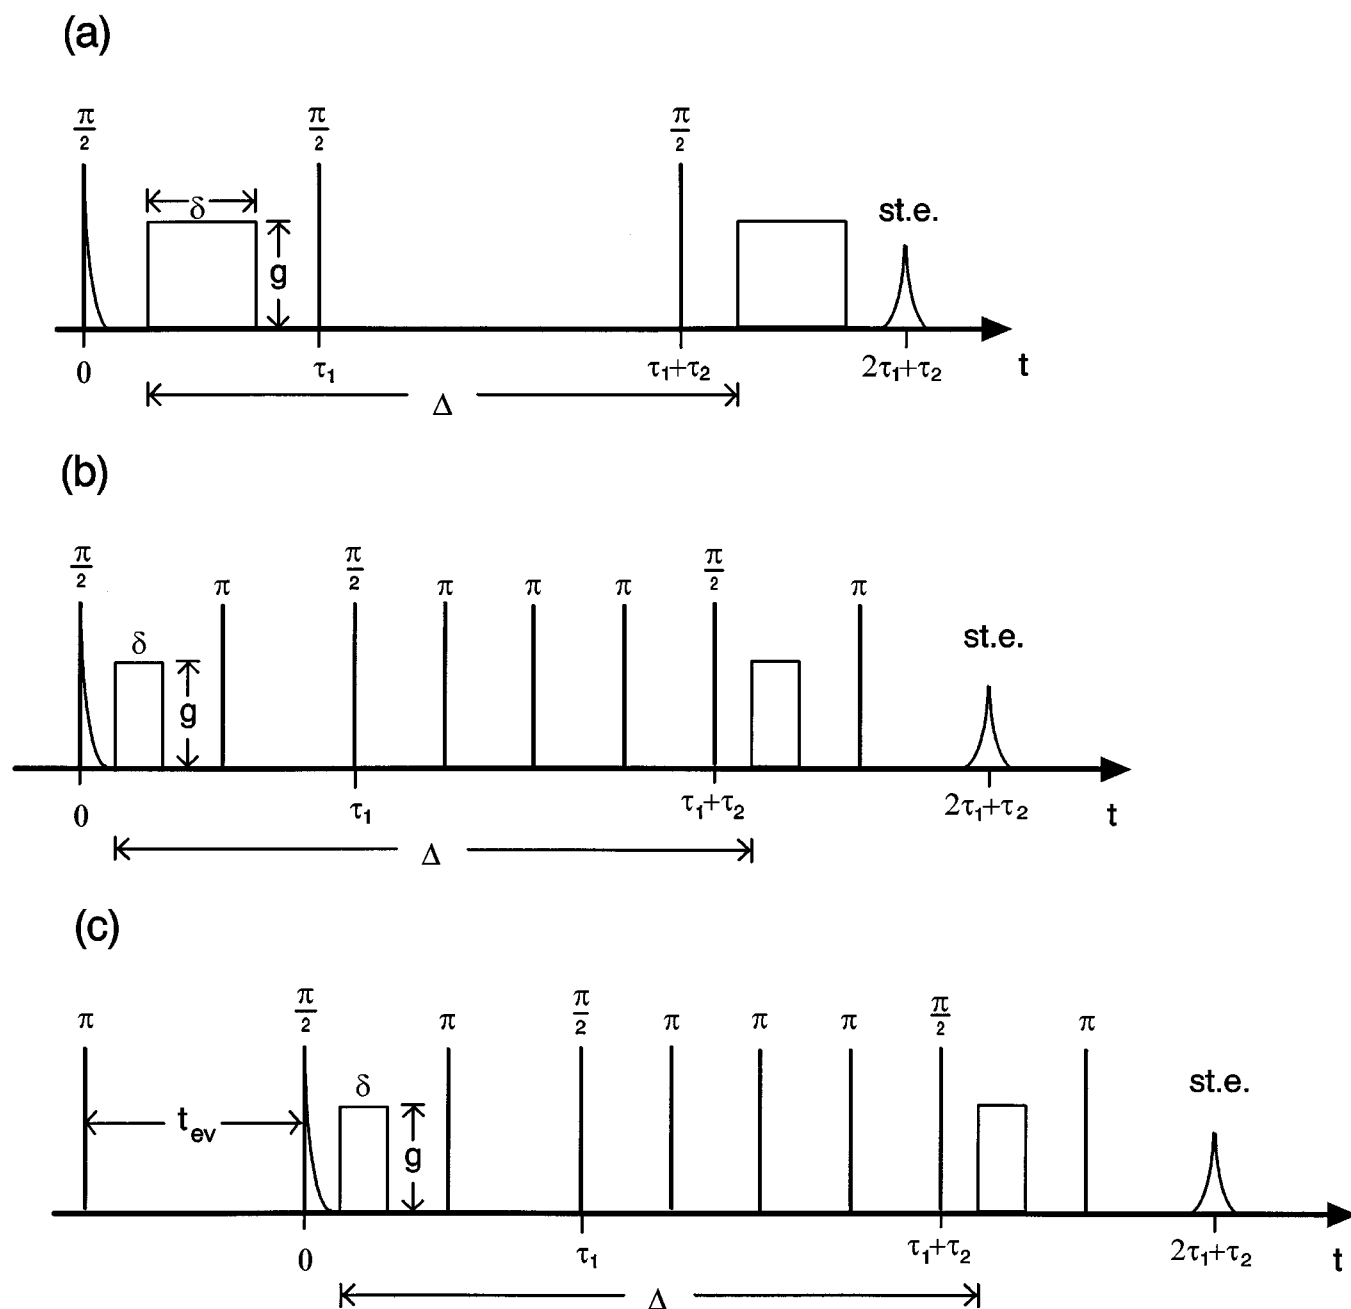 (a)
π/2 π/2 π/2
δ
g
st.e.
0 τ₁ τ₁+τ₂ 2τ₁+τ₂ t
Δ
(b)
π/2 π π/2 π π π π/2 π
δ
g
st.e.
0 τ₁ τ₁+τ₂ 2τ₁+τ₂ t
Δ
(c)
π π/2 π π/2 π π π π/2 π
δ
t_ev
g
st.e.
0 τ₁ τ₁+τ₂ 2τ₁+τ₂ t
Δ